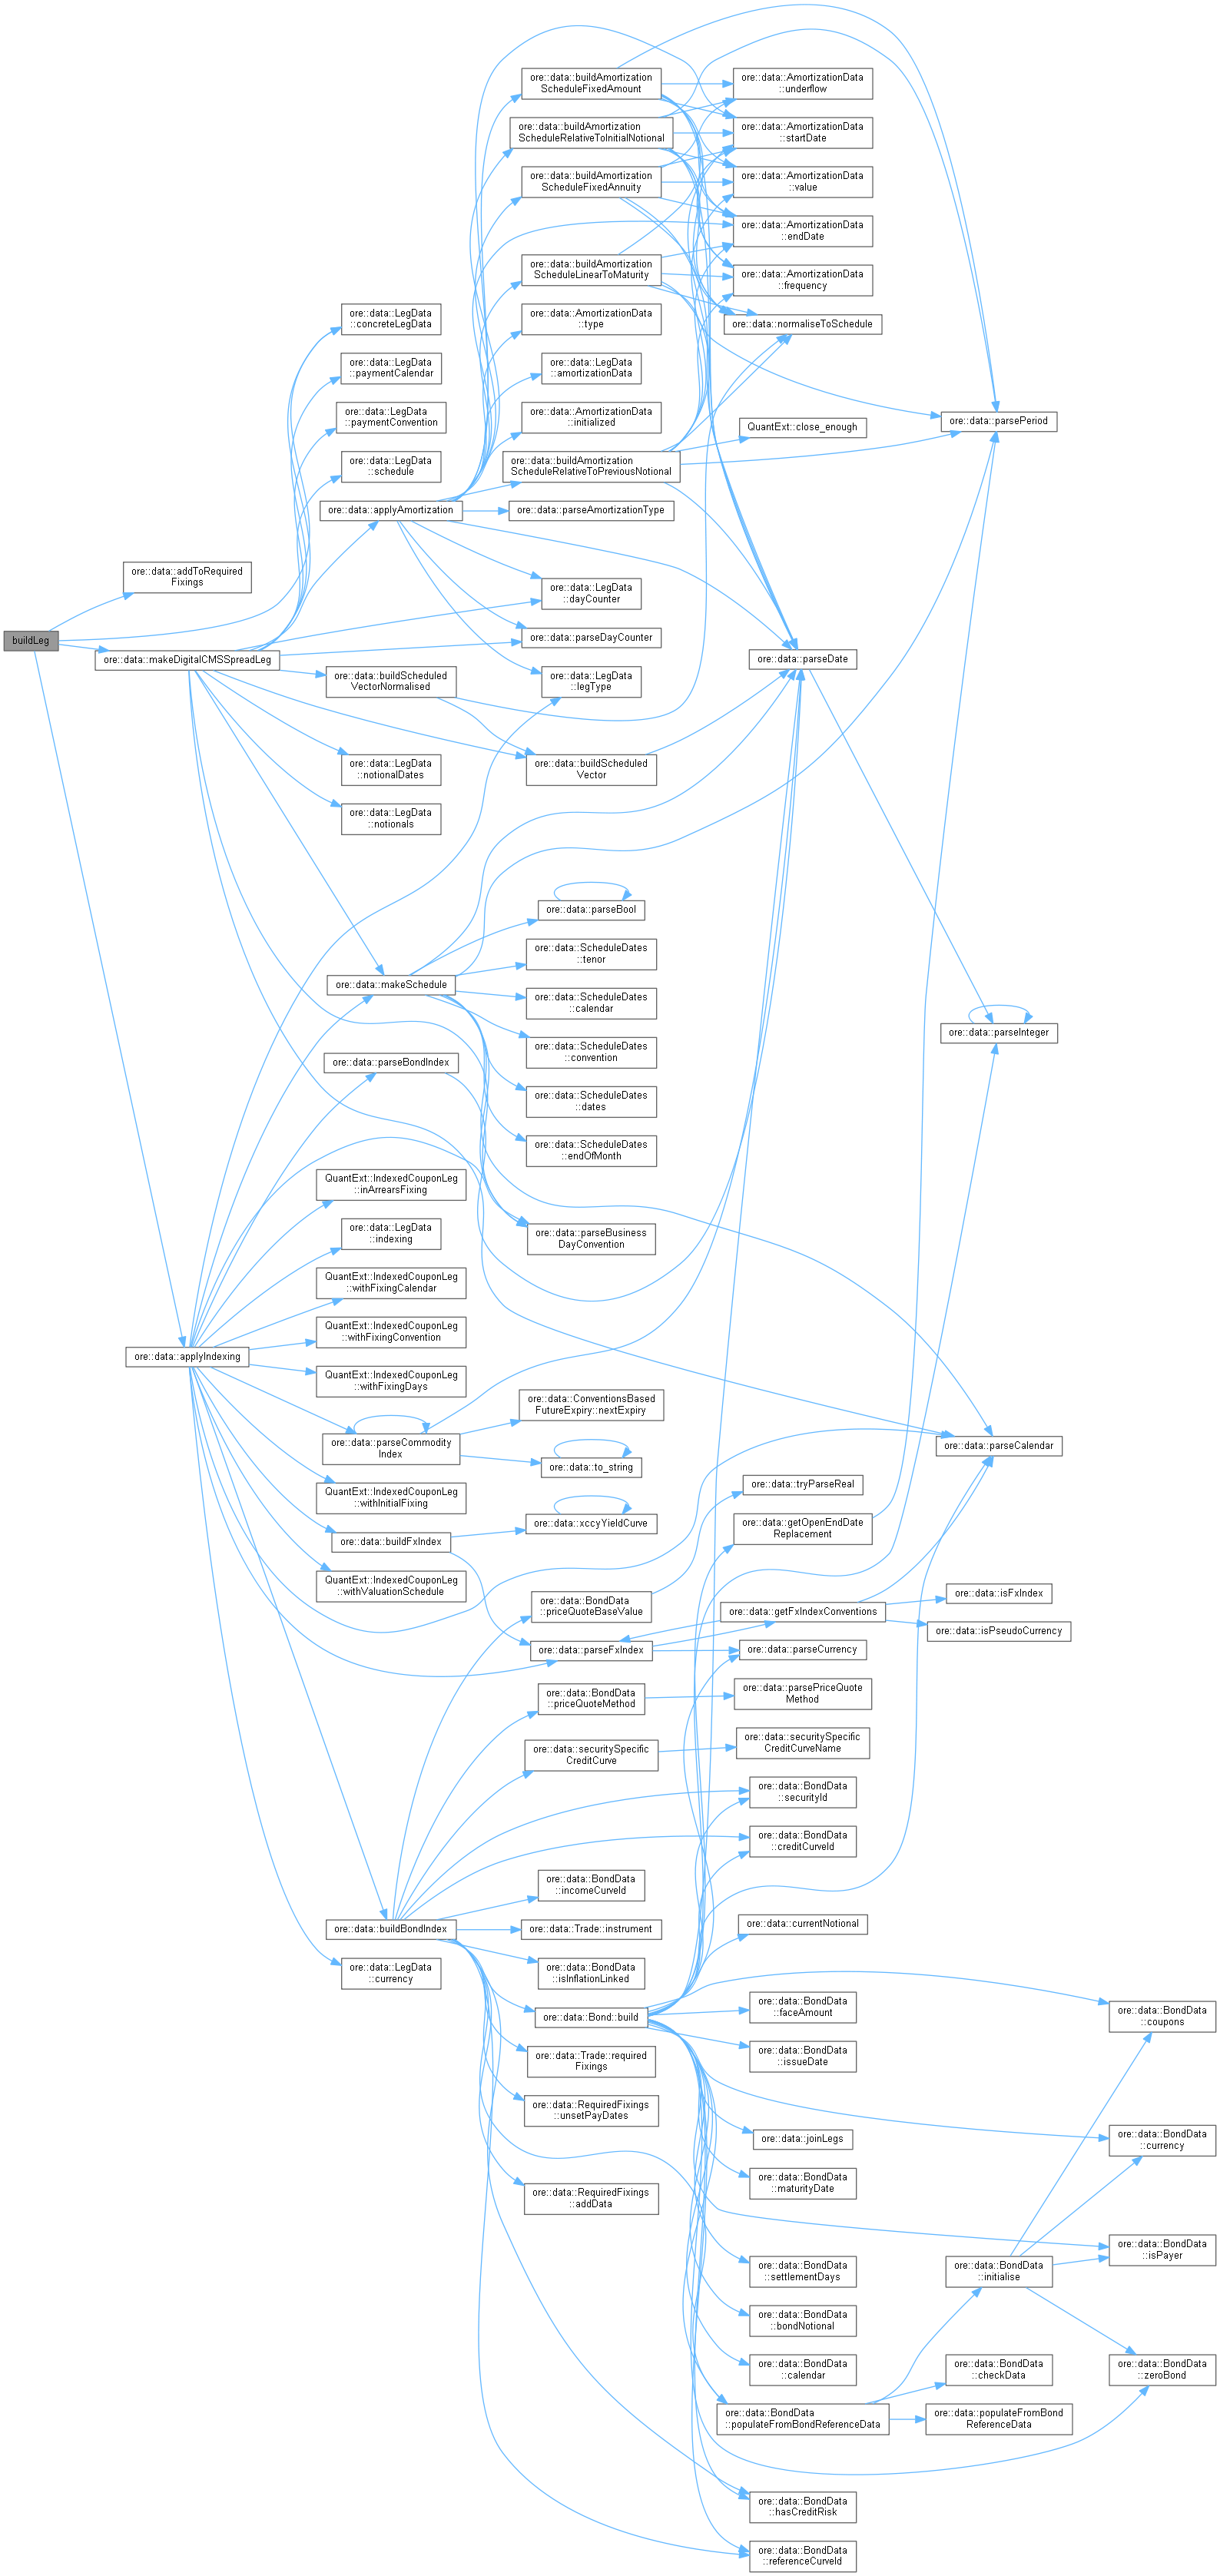 buildLeg
ore::data::addToRequired
Fixings
ore::data::makeDigitalCMSSpreadLeg
ore::data::applyIndexing
ore::data::LegData
::concreteLegData
ore::data::LegData
::paymentCalendar
ore::data::LegData
::paymentConvention
ore::data::LegData
::schedule
ore::data::applyAmortization
ore::data::buildScheduled
VectorNormalised
ore::data::LegData
::notionalDates
ore::data::LegData
::notionals
ore::data::makeSchedule
ore::data::parseBondIndex
QuantExt::IndexedCouponLeg
::inArrearsFixing
ore::data::LegData
::indexing
QuantExt::IndexedCouponLeg
::withFixingCalendar
QuantExt::IndexedCouponLeg
::withFixingConvention
QuantExt::IndexedCouponLeg
::withFixingDays
ore::data::parseCommodity
Index
QuantExt::IndexedCouponLeg
::withInitialFixing
ore::data::buildFxIndex
QuantExt::IndexedCouponLeg
::withValuationSchedule
ore::data::buildBondIndex
ore::data::LegData
::currency
ore::data::buildAmortization
ScheduleFixedAmount
ore::data::buildAmortization
ScheduleRelativeToInitialNotional
ore::data::buildAmortization
ScheduleFixedAnnuity
ore::data::buildAmortization
ScheduleLinearToMaturity
ore::data::AmortizationData
::type
ore::data::LegData
::amortizationData
ore::data::AmortizationData
::initialized
ore::data::buildAmortization
ScheduleRelativeToPreviousNotional
ore::data::parseAmortizationType
ore::data::LegData
::dayCounter
ore::data::parseDayCounter
ore::data::LegData
::legType
ore::data::buildScheduled
Vector
ore::data::parseBool
ore::data::ScheduleDates
::tenor
ore::data::ScheduleDates
::calendar
ore::data::ScheduleDates
::convention
ore::data::ScheduleDates
::dates
ore::data::ScheduleDates
::endOfMonth
ore::data::parseBusiness
DayConvention
ore::data::ConventionsBased
FutureExpiry::nextExpiry
ore::data::to_string
ore::data::xccyYieldCurve
ore::data::BondData
::priceQuoteBaseValue
ore::data::parseFxIndex
ore::data::BondData
::priceQuoteMethod
ore::data::securitySpecific
CreditCurve
ore::data::BondData
::incomeCurveId
ore::data::Trade::instrument
ore::data::BondData
::isInflationLinked
ore::data::Bond::build
ore::data::Trade::required
Fixings
ore::data::RequiredFixings
::unsetPayDates
ore::data::RequiredFixings
::addData
ore::data::AmortizationData
::underflow
ore::data::AmortizationData
::startDate
ore::data::AmortizationData
::value
ore::data::AmortizationData
::endDate
ore::data::AmortizationData
::frequency
ore::data::normaliseToSchedule
QuantExt::close_enough
ore::data::parseDate
ore::data::tryParseReal
ore::data::getOpenEndDate
Replacement
ore::data::getFxIndexConventions
ore::data::parseCurrency
ore::data::parsePriceQuote
Method
ore::data::securitySpecific
CreditCurveName
ore::data::BondData
::securityId
ore::data::BondData
::creditCurveId
ore::data::currentNotional
ore::data::BondData
::faceAmount
ore::data::BondData
::issueDate
ore::data::joinLegs
ore::data::BondData
::maturityDate
ore::data::BondData
::settlementDays
ore::data::BondData
::bondNotional
ore::data::BondData
::calendar
ore::data::BondData
::populateFromBondReferenceData
ore::data::BondData
::hasCreditRisk
ore::data::BondData
::referenceCurveId
ore::data::parsePeriod
ore::data::parseInteger
ore::data::parseCalendar
ore::data::isFxIndex
ore::data::isPseudoCurrency
ore::data::BondData
::initialise
ore::data::BondData
::checkData
ore::data::populateFromBond
ReferenceData
ore::data::BondData
::coupons
ore::data::BondData
::currency
ore::data::BondData
::isPayer
ore::data::BondData
::zeroBond